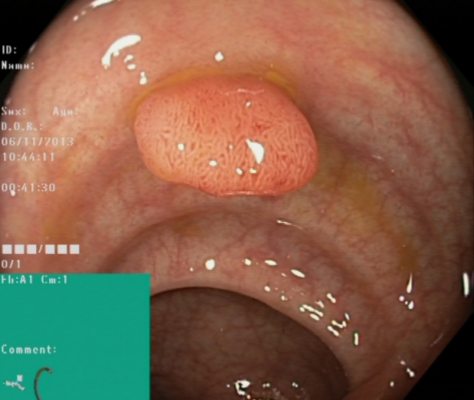 ID:
Name:
Sex: Age:
D.O.B.:
06/11/2013
10:44:11
00:41:30
■■■/■■■
0/1
Eh:A1 Cm:1
Comment: